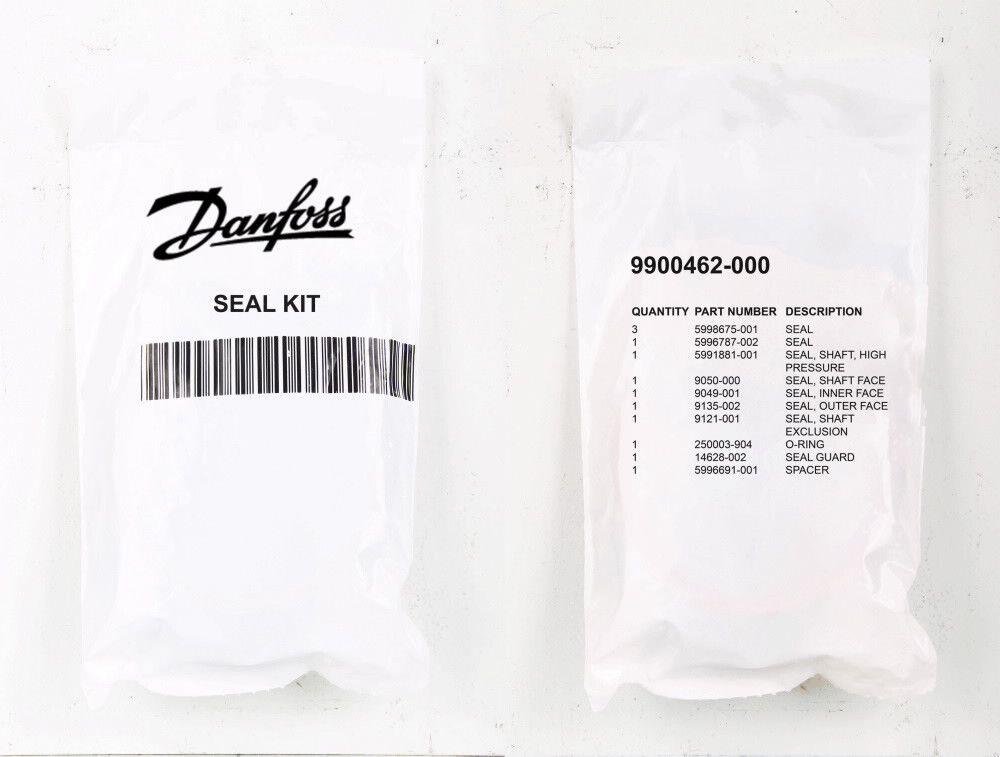 Danfoss
SEAL KIT
9900462-000
QUANTITY PART NUMBER DESCRIPTION
3 5998675-001 SEAL
1 5996787-002 SEAL
1 5991881-001 SEAL, SHAFT, HIGH
PRESSURE
1 9050-000 SEAL, SHAFT FACE
1 9049-001 SEAL, INNER FACE
1 9135-002 SEAL, OUTER FACE
1 9121-001 SEAL, SHAFT
EXCLUSION
1 250003-904 O-RING
1 14628-002 SEAL GUARD
1 5996691-001 SPACER